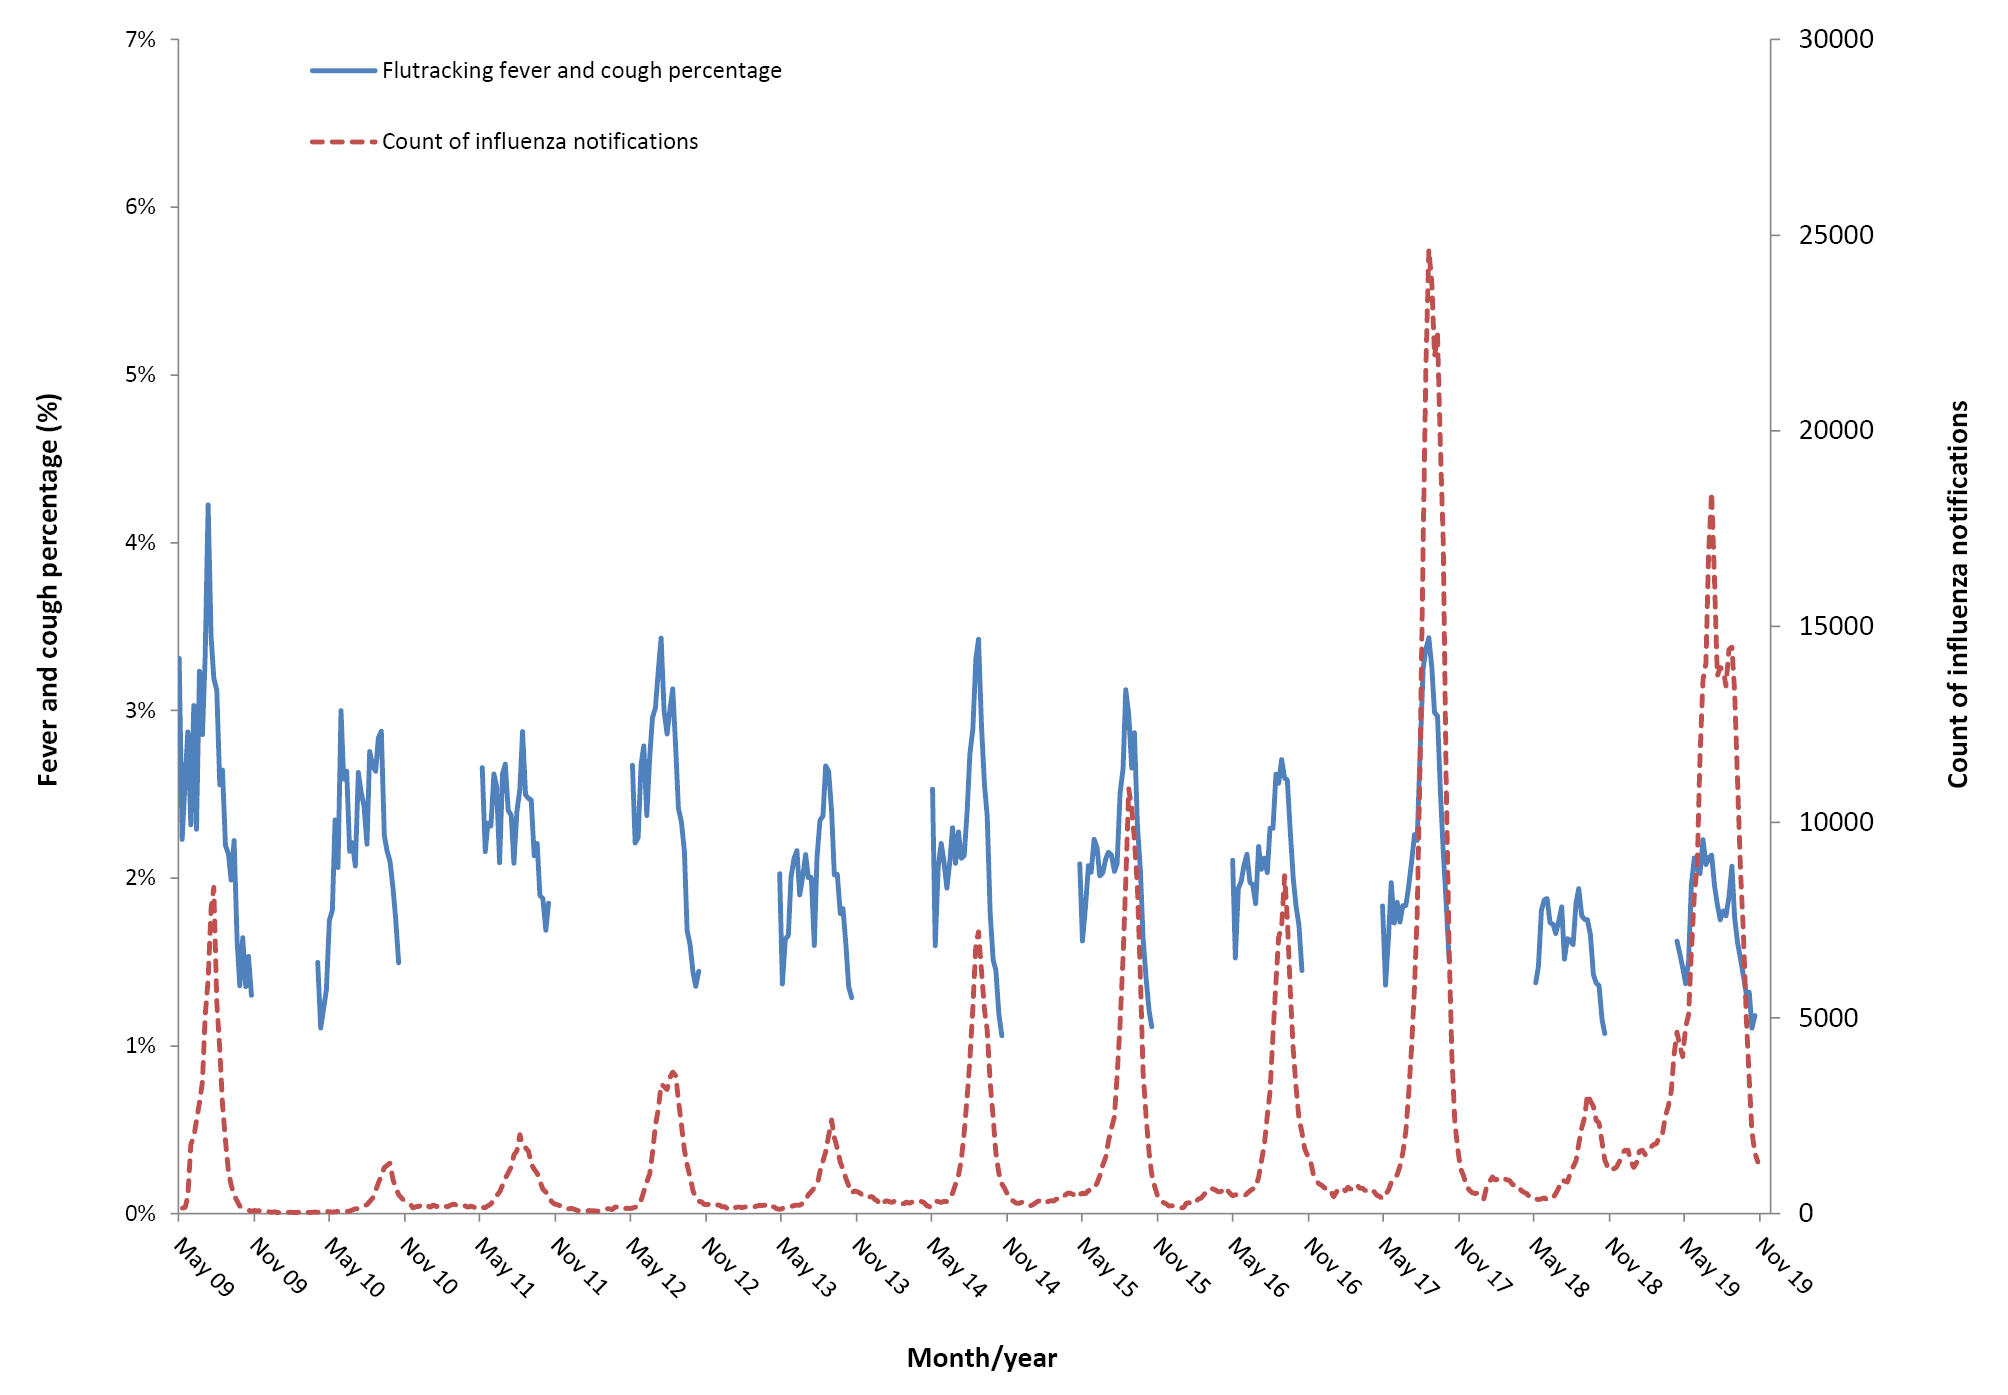 7%
6%
5%
4%
3%
2%
1%
0%
Fever and cough percentage (%)
Flutracking fever and cough percentage
Count of influenza notifications
30000
25000
20000
15000
10000
5000
0
Count of influenza notifications
May 09
Nov 09
May 10
Nov 10
May 11
Nov 11
May 12
Nov 12
May 13
Nov 13
May 14
Nov 14
May 15
Nov 15
May 16
Nov 16
May 17
Nov 17
May 18
Nov 18
May 19
Nov 19
Month/year